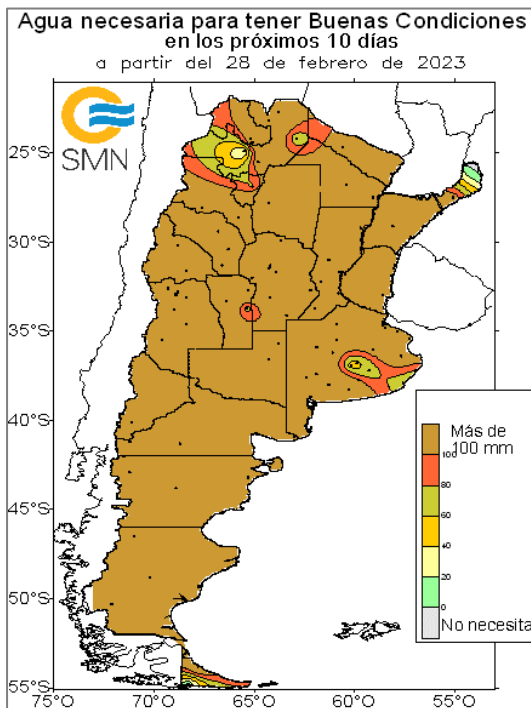 Agua necesaria para tener Buenas Condiciones
en los próximos 10 días
a partir del 28 de febrero de 2023
SMN
25°S
30°S
35°S
40°S
45°S
50°S
55°S
75°O
70°O
65°O
60°O
55°O
Más de
100 mm
100
80
60
40
20
0
No necesita